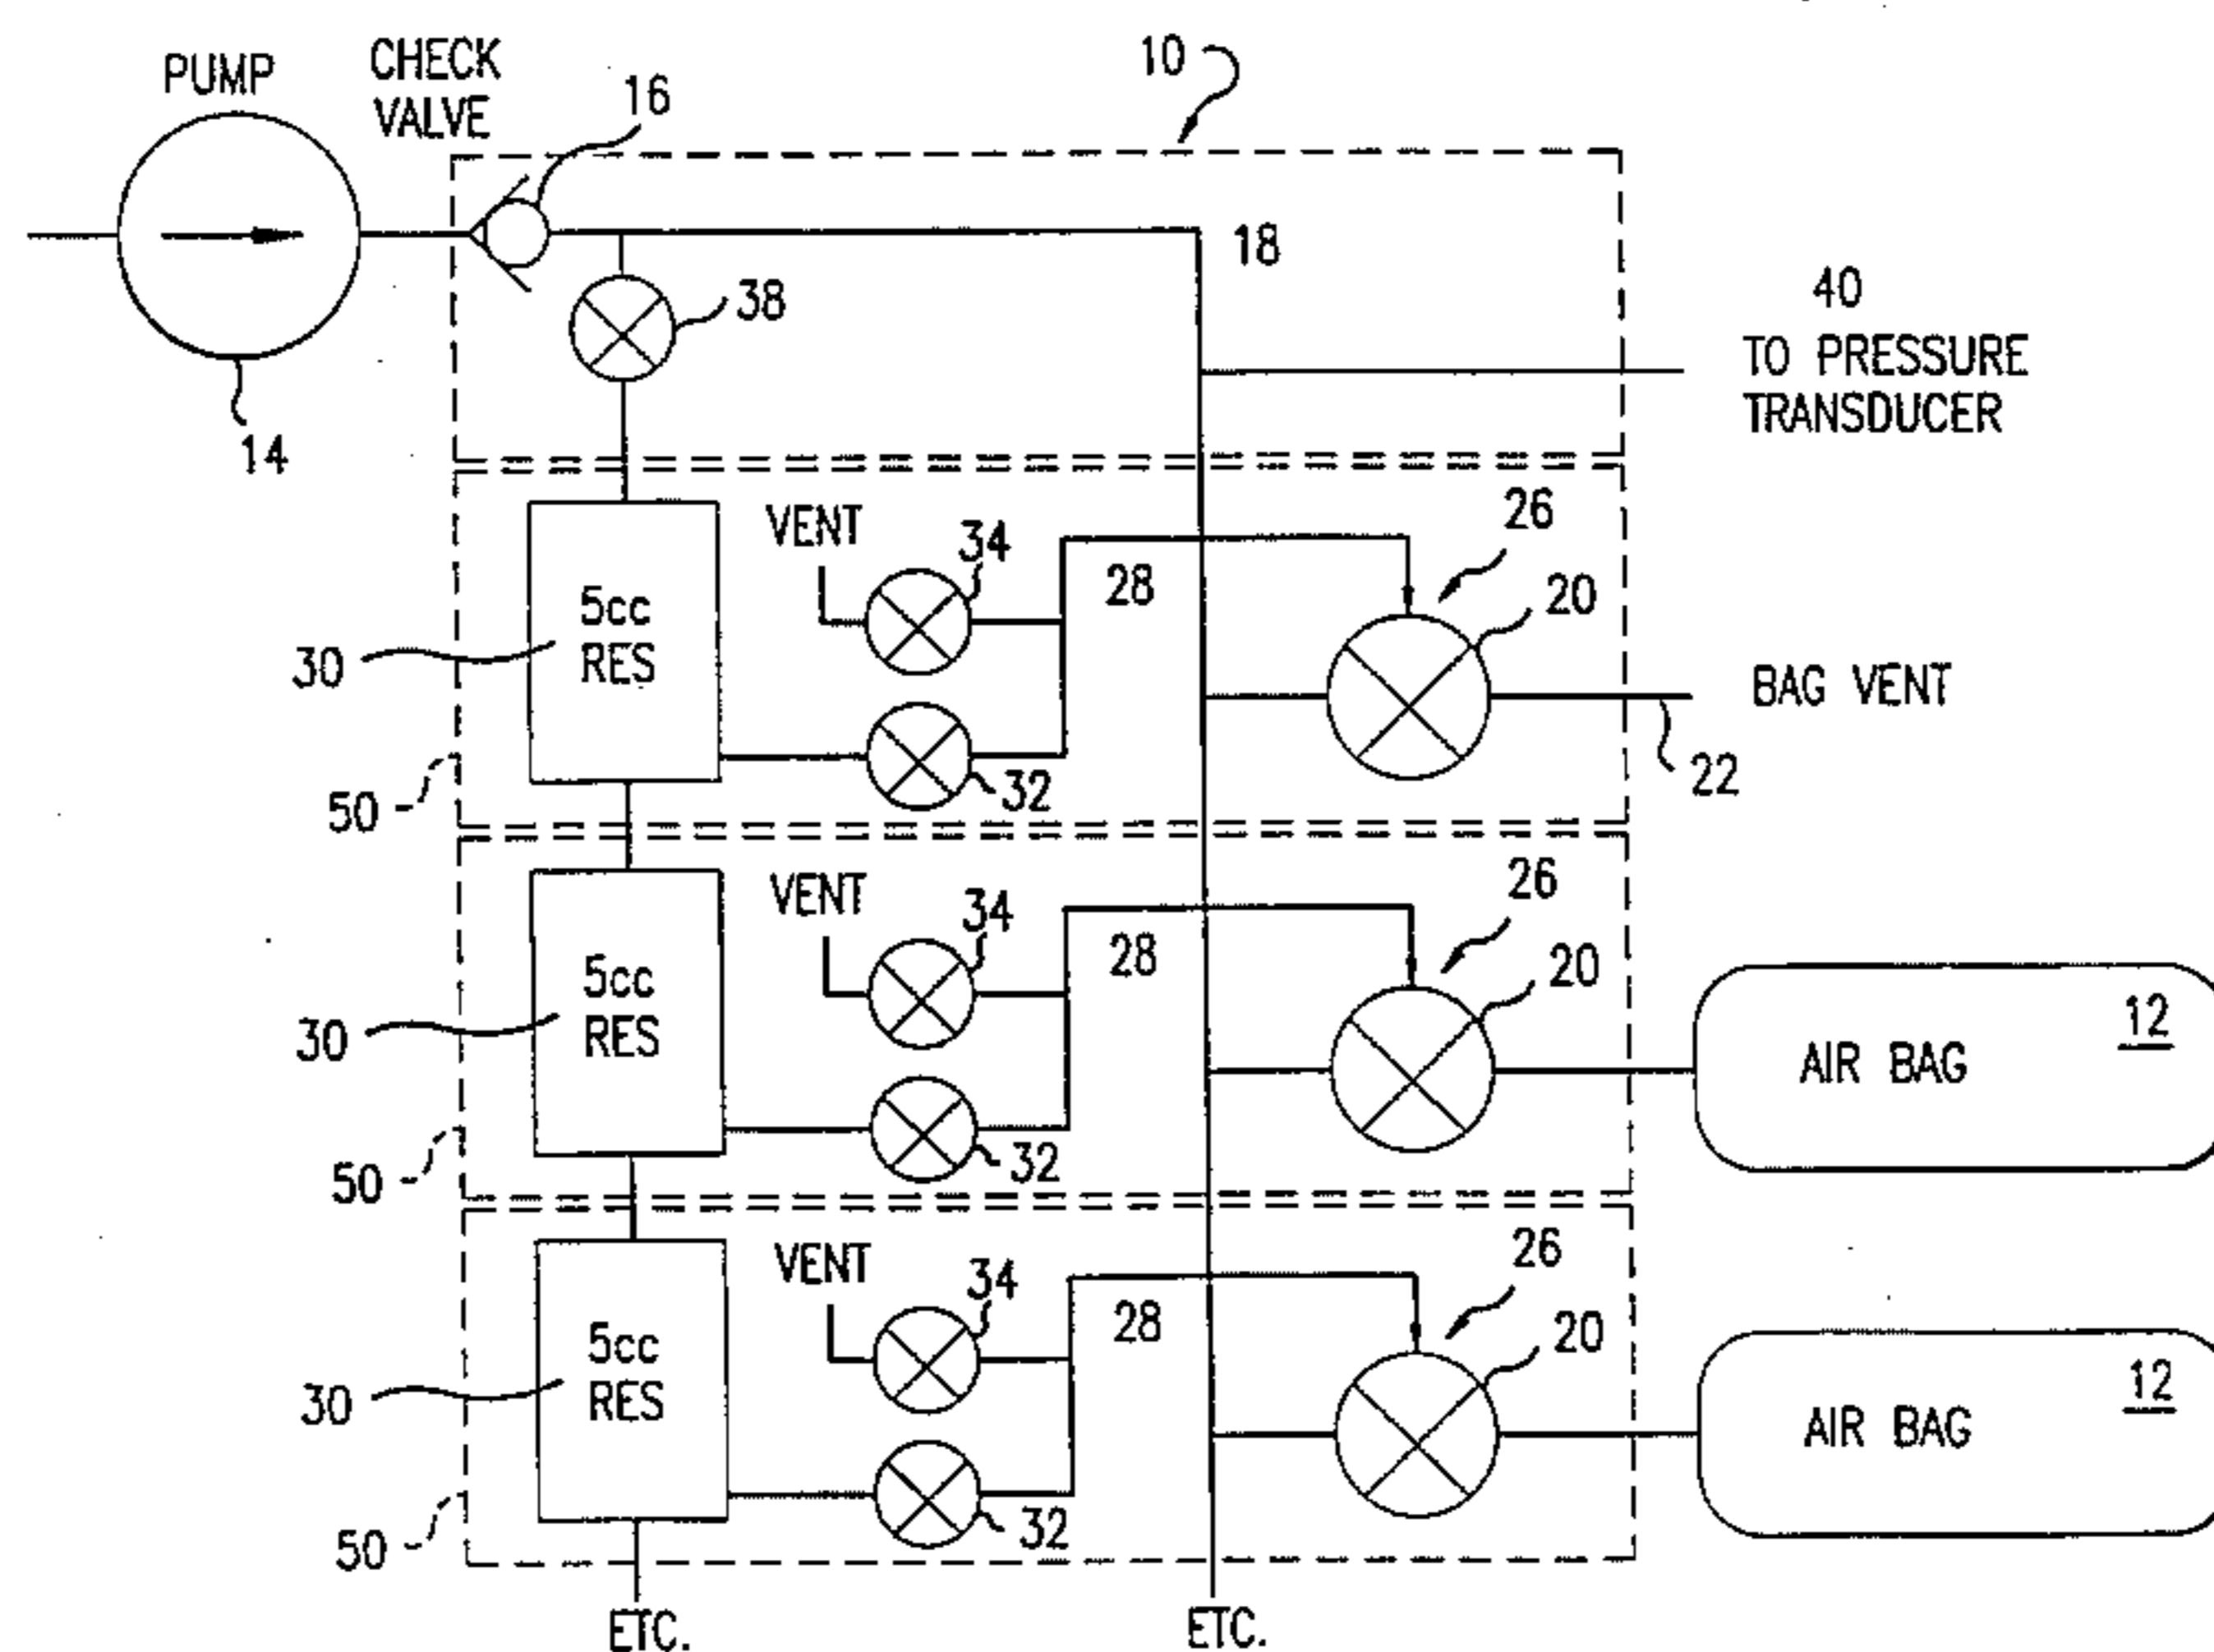 PUMP
CHECK
VALVE
16
10
18
38
40
TO PRESSURE
TRANSDUCER
14
VENT
34
28
26
20
5cc
RES
30
BAG VENT
22
32
50
VENT
34
28
26
20
5cc
RES
30
12
AIR BAG
32
50
VENT
34
28
26
20
5cc
RES
30
12
AIR BAG
32
50
ETC.
ETC.